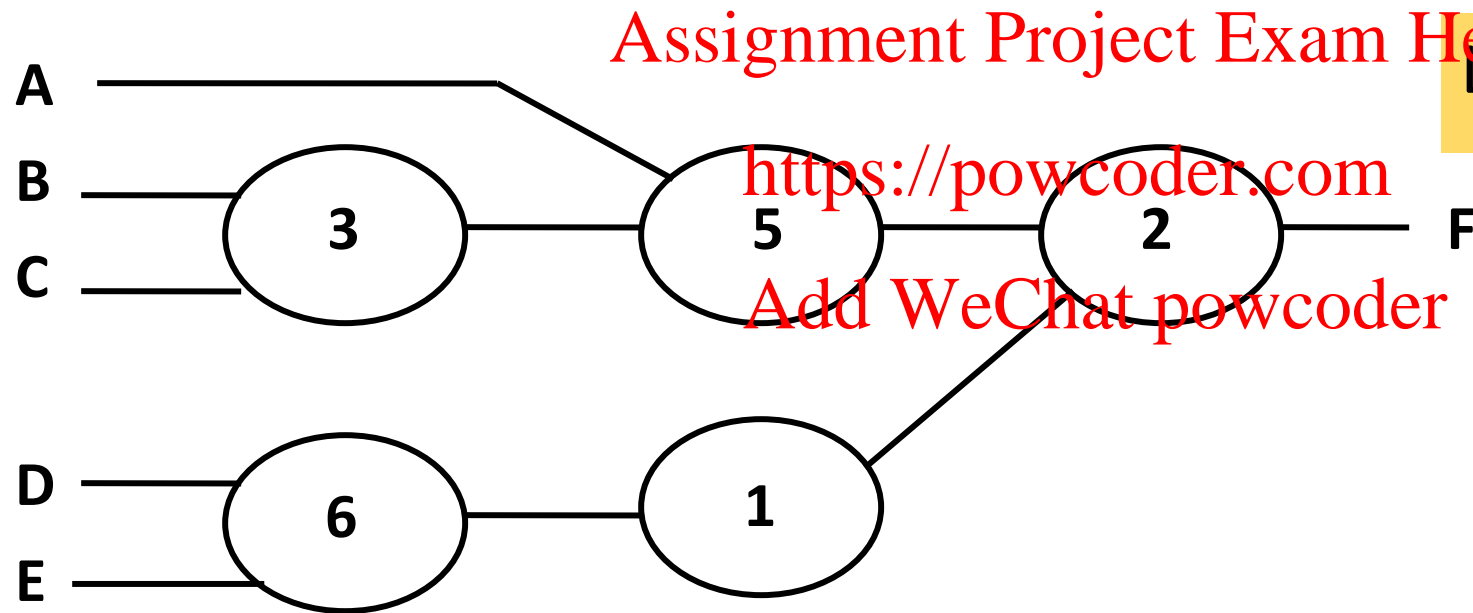 Assignment Project Exam He
A
B
https://powcoder.com
3
5
2
F
C
Add WeChat powcoder
D
6
1
E